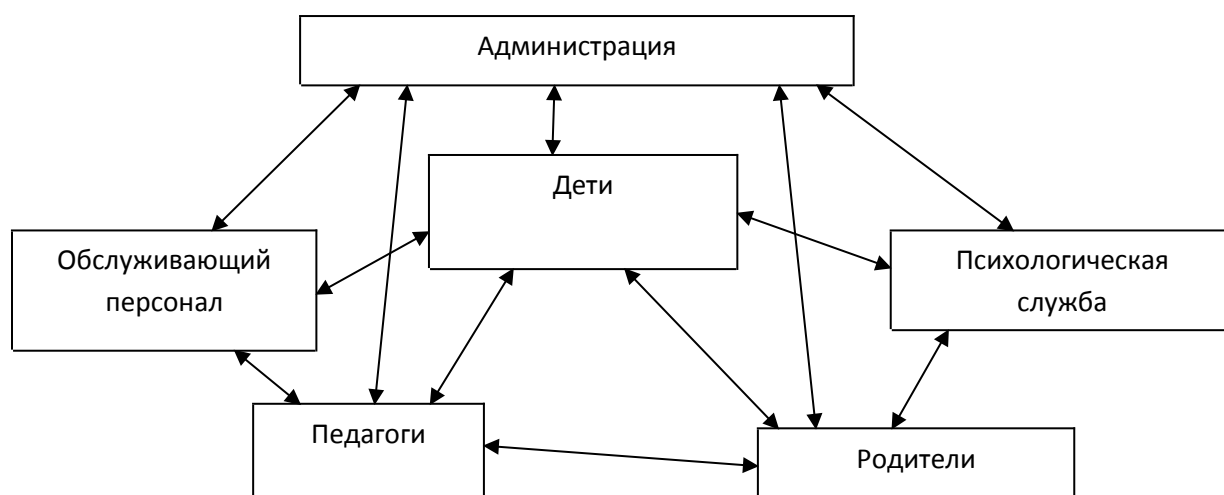 Администрация
Дети
Обслуживающий
персонал
Психологическая
служба
Педагоги
Родители